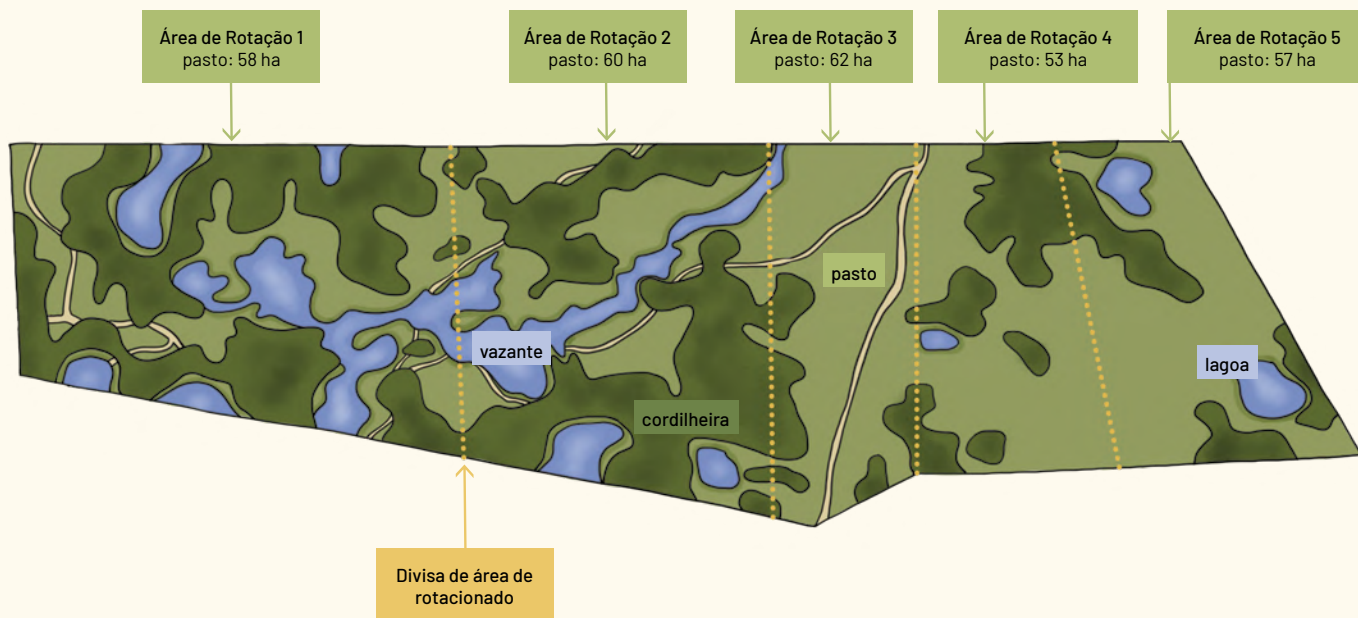 Área de Rotação 1
pasto: 58 ha
Área de Rotação 2
pasto: 60 ha
Área de Rotação 3
pasto: 62 ha
Área de Rotação 4
pasto: 53 ha
Área de Rotação 5
pasto: 57 ha
pasto
vazante
lagoa
cordilheira
Divisa de área de
rotacionado